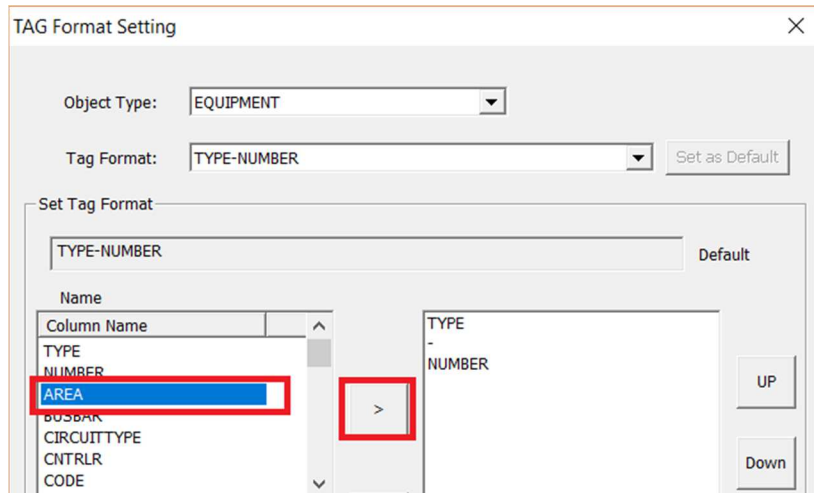 TAG Format Setting
Object Type: EQUIPMENT
Tag Format: TYPE-NUMBER Set as Default
Set Tag Format
TYPE-NUMBER Default
Name
Column Name
TYPE
NUMBER
AREA
BUSBAR
CIRCUITTYPE
CNTRLR
CODE
>
TYPE
-
NUMBER
UP
Down